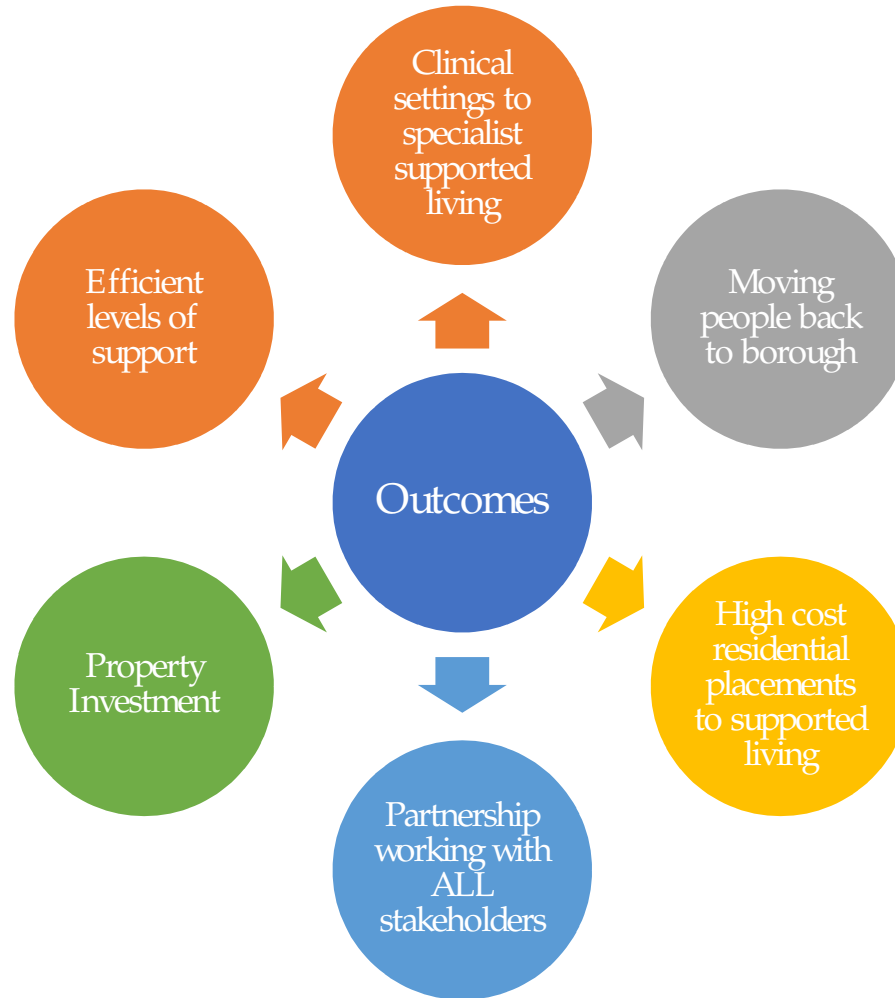 Clinical
settings to
specialist
supported
living
Efficient
levels of
support
Moving
people back
to borough
Outcomes
Property
Investment
High cost
residential
placements
to supported
living
Partnership
working with
ALL
stakeholders